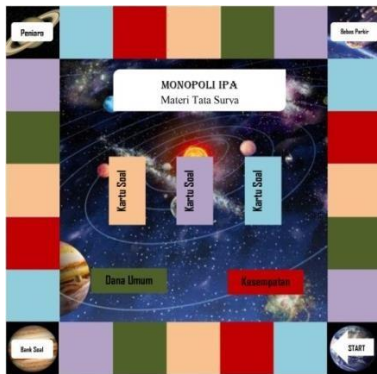 Penjara
Bebas Parkir
MONOPOLI IPA
Materi Tata Surya
Kartu Soal
Kartu Soal
Kartu Soal
Dana Umum
Kesempatan
Bank Soal
START